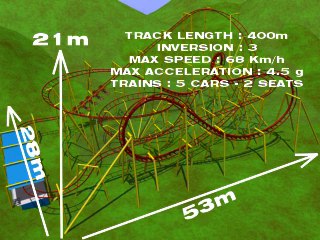 21m
TRACK LENGTH : 400m
INVERSION : 3
MAX SPEED : 68 Km/h
MAX ACCELERATION : 4.5 g
TRAINS : 5 CARS - 2 SEATS
28m
53m